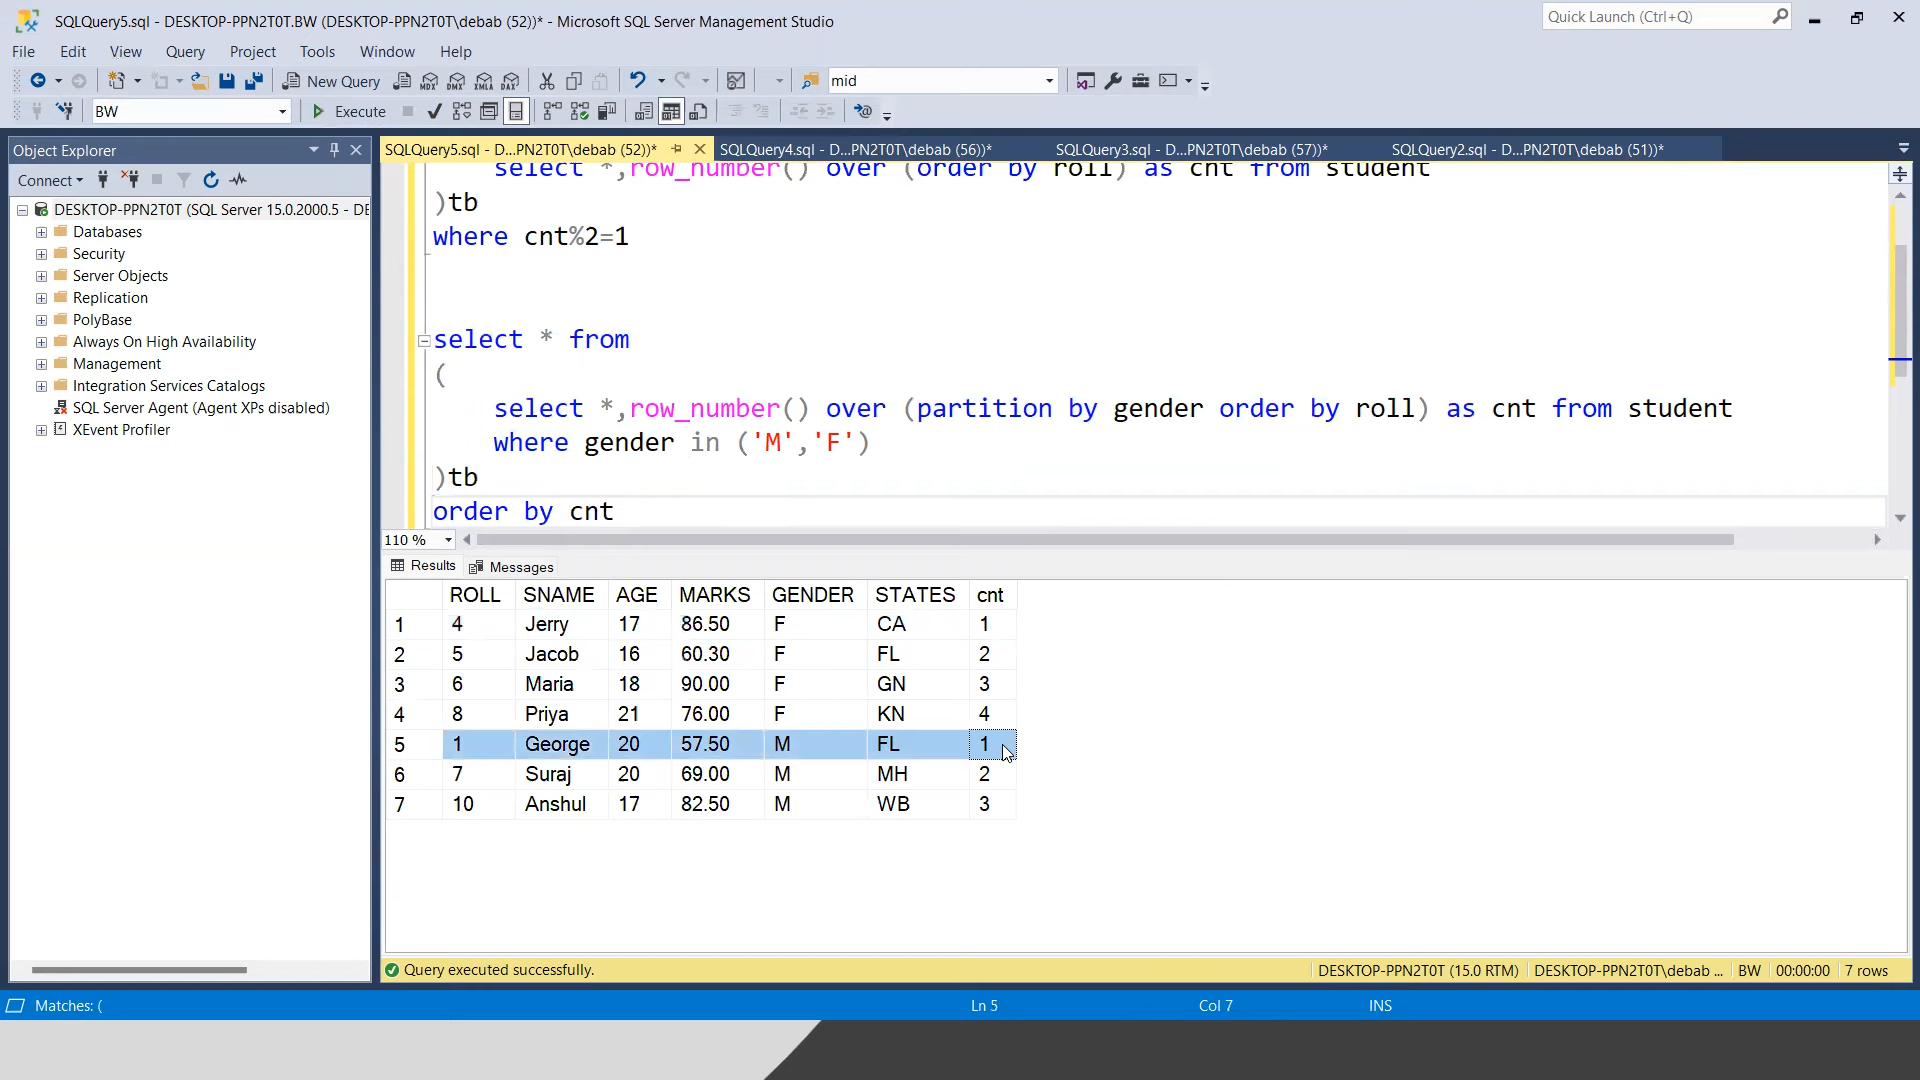 SQLQuery5.sql - DESKTOP-PPN2T0T.BW (DESKTOP-PPN2T0T\debab (52))* - Microsoft SQL Server Management Studio
Quick Launch (Ctrl+Q)
File Edit View Query Project Tools Window Help
New Query MDX DMX XMLA DAX mid
BW Execute
Object Explorer
SQLQuery5.sql - D...PN2T0T\debab (52))* SQLQuery4.sql - D...PN2T0T\debab (56))* SQLQuery3.sql - D...PN2T0T\debab (57))* SQLQuery2.sql - D...PN2T0T\debab (51))*
Connect
DESKTOP-PPN2T0T (SQL Server 15.0.2000.5 - DE
Databases
Security
Server Objects
Replication
PolyBase
Always On High Availability
Management
Integration Services Catalogs
SQL Server Agent (Agent XPs disabled)
XEvent Profiler
select *,row_number() over (order by roll) as cnt from student
)tb
where cnt%2=1
select * from
(
select *,row_number() over (partition by gender order by roll) as cnt from student
where gender in ('M','F')
)tb
order by cnt
110 %
Results Messages
ROLL SNAME AGE MARKS GENDER STATES cnt
1 4 Jerry 17 86.50 F CA 1
2 5 Jacob 16 60.30 F FL 2
3 6 Maria 18 90.00 F GN 3
4 8 Priya 21 76.00 F KN 4
5 1 George 20 57.50 M FL 1
6 7 Suraj 20 69.00 M MH 2
7 10 Anshul 17 82.50 M WB 3
Query executed successfully. DESKTOP-PPN2T0T (15.0 RTM) DESKTOP-PPN2T0T\debab ... BW 00:00:00 7 rows
Matches: ( Ln 5 Col 7 INS